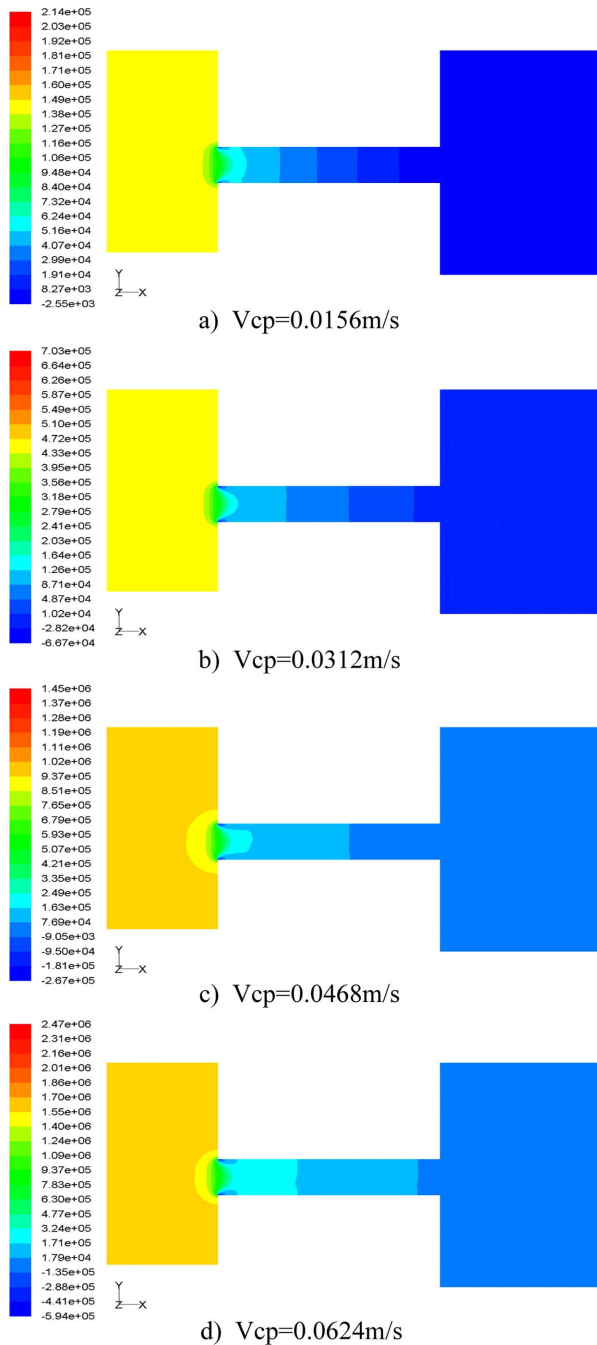 2.14e+05
2.03e+05
1.92e+05
1.81e+05
1.71e+05
1.60e+05
1.49e+05
1.38e+05
1.27e+05
1.16e+05
1.06e+05
9.48e+04
8.40e+04
7.32e+04
6.24e+04
5.16e+04
4.07e+04
2.99e+04
1.91e+04
8.27e+03
-2.55e+03
Y
Z X
a) Vcp=0.0156m/s
7.03e+05
6.64e+05
6.26e+05
5.87e+05
5.49e+05
5.10e+05
4.72e+05
4.33e+05
3.95e+05
3.56e+05
3.18e+05
2.79e+05
2.41e+05
2.03e+05
1.64e+05
1.26e+05
8.71e+04
4.87e+04
1.02e+04
-2.82e+04
-6.67e+04
Y
Z X
b) Vcp=0.0312m/s
1.45e+06
1.37e+06
1.28e+06
1.19e+06
1.11e+06
1.02e+06
9.37e+05
8.51e+05
7.65e+05
6.79e+05
5.93e+05
5.07e+05
4.21e+05
3.35e+05
2.49e+05
1.63e+05
7.69e+04
-9.05e+03
-9.50e+04
-1.81e+05
-2.67e+05
Y
Z X
c) Vcp=0.0468m/s
2.47e+06
2.31e+06
2.16e+06
2.01e+06
1.86e+06
1.70e+06
1.55e+06
1.40e+06
1.24e+06
1.09e+06
9.37e+05
7.83e+05
6.30e+05
4.77e+05
3.24e+05
1.71e+05
1.79e+04
-1.35e+05
-2.88e+05
-4.41e+05
-5.94e+05
Y
Z X
d) Vcp=0.0624m/s